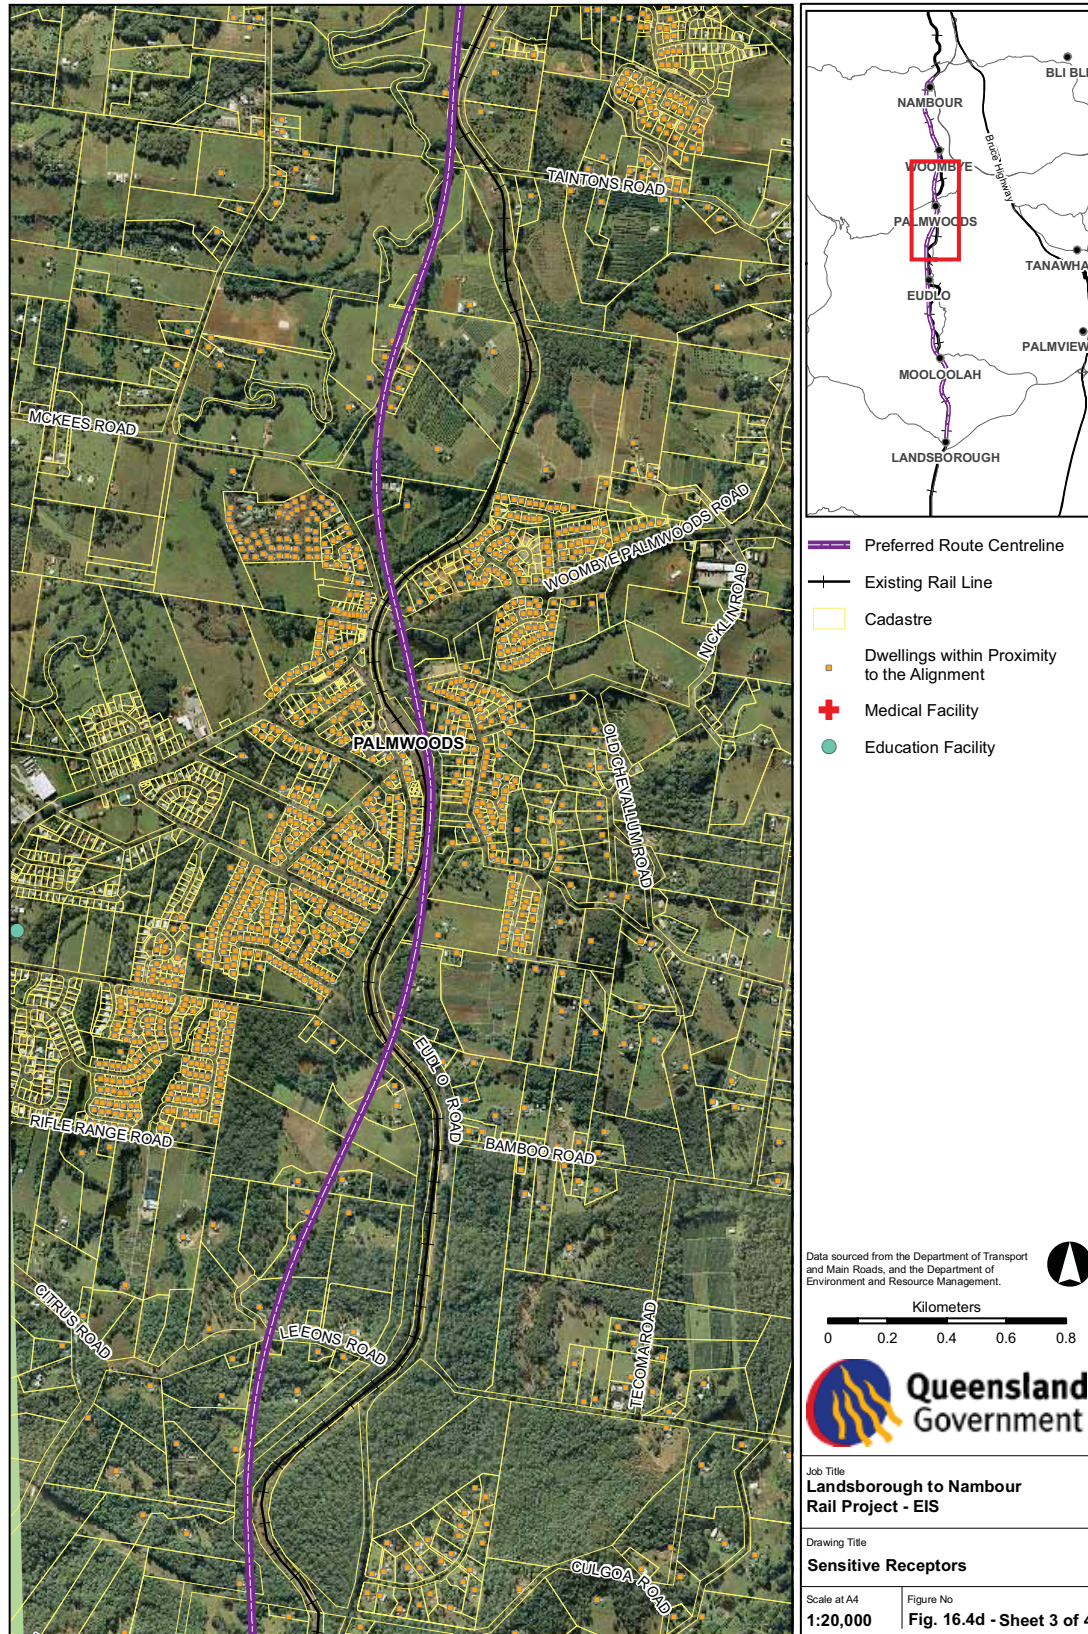 TAINTONS ROAD
MCKEES ROAD
WOOMBYE PALMWOODS ROAD
NICKLIN ROAD
PALMWOODS
OLD CHEVALLUM ROAD
EUDLO ROAD
RIFLE RANGE ROAD
BAMBOO ROAD
CITRUS ROAD
LEEONS ROAD
TECOMA ROAD
CULGOA ROAD
BLI BLI
NAMBOUR
Bruce Highway
WOOMBYE
PALMWOODS
TANAWHA
EUDLO
PALMVIEW
MOOLOOLAH
LANDSBOROUGH
Preferred Route Centreline
Existing Rail Line
Cadastre
Dwellings within Proximity
to the Alignment
Medical Facility
Education Facility
Data sourced from the Department of Transport
and Main Roads, and the Department of
Environment and Resource Management.
Kilometers
0 0.2 0.4 0.6 0.8
Queensland
Government
Job Title
Landsborough to Nambour
Rail Project - EIS
Drawing Title
Sensitive Receptors
Scale at A4
1:20,000
Figure No
Fig. 16.4d - Sheet 3 of 4